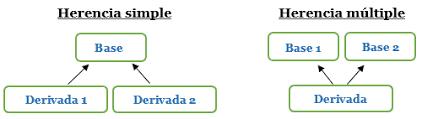 Herencia simple
Base
Derivada 1
Derivada 2
Herencia múltiple
Base 1
Base 2
Derivada